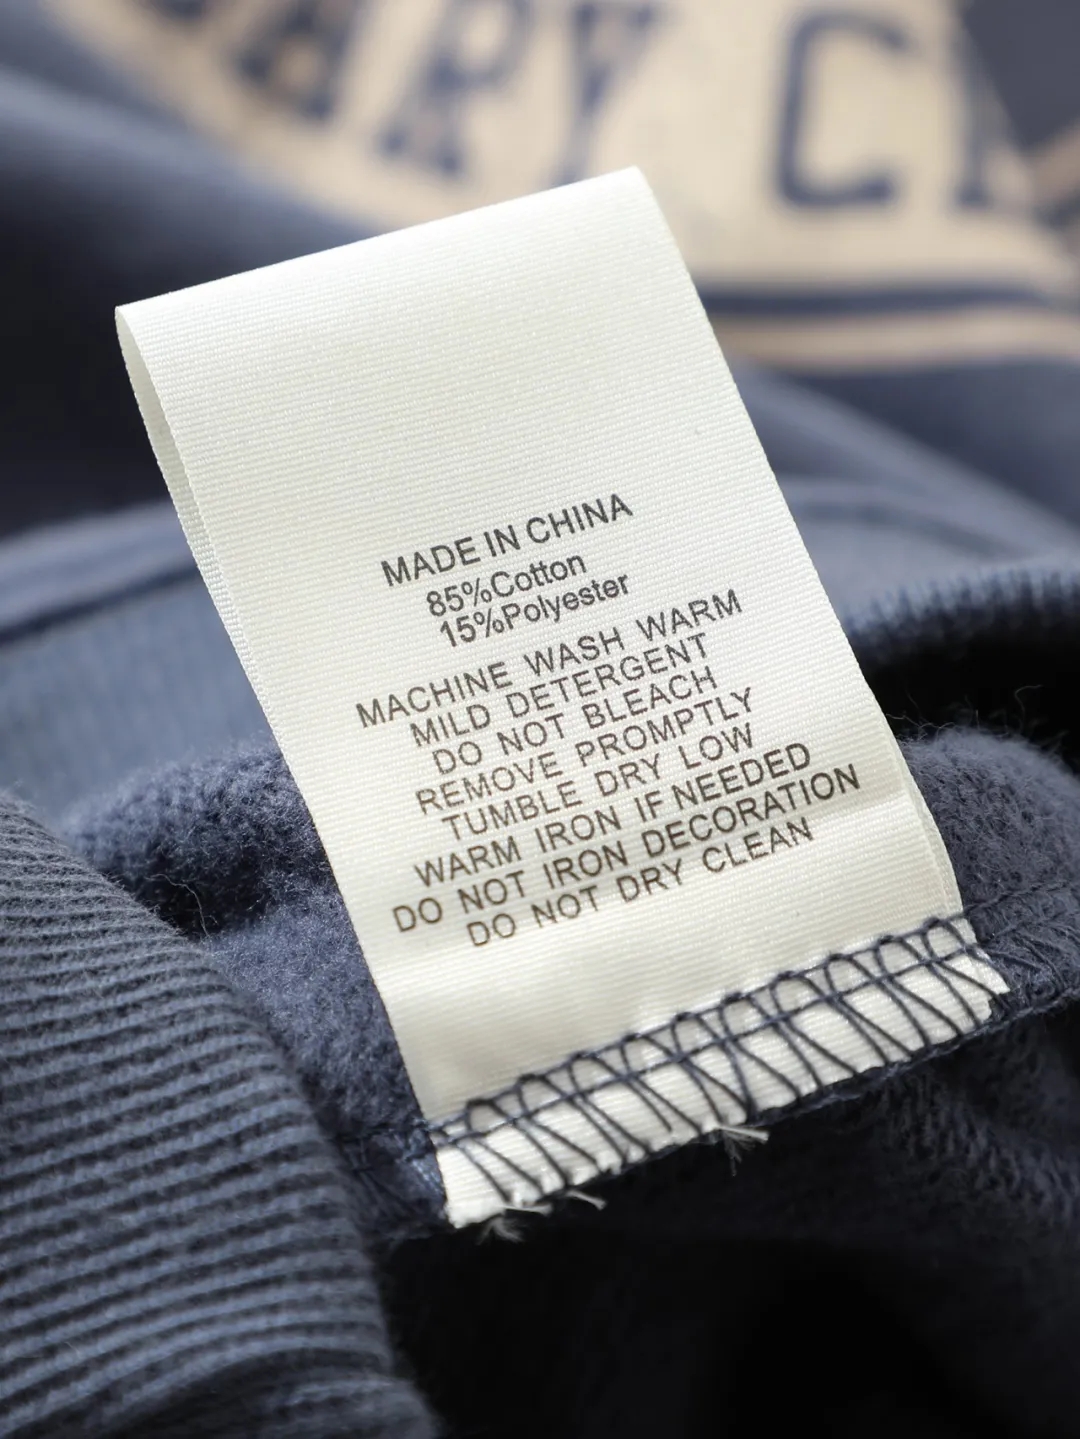 MADE IN CHINA
85%Cotton
15%Polyester
MACHINE WASH WARM
MILD DETERGENT
DO NOT BLEACH
REMOVE PROMPTLY
TUMBLE DRY LOW
WARM IRON IF NEEDED
DO NOT IRON DECORATION
DO NOT DRY CLEAN